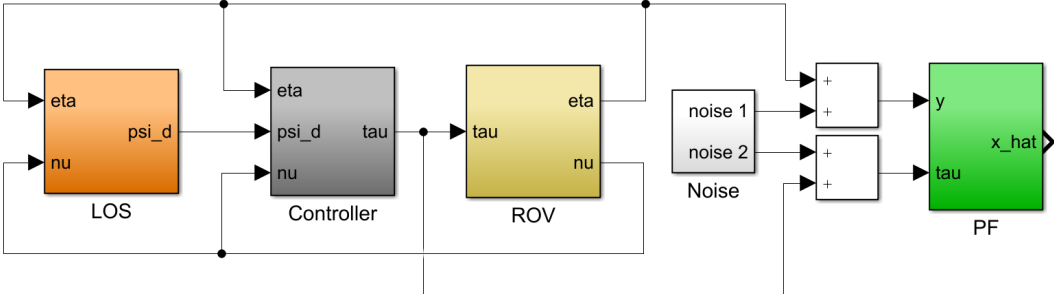 eta
psi_d
nu
LOS
eta
psi_d
tau
nu
Controller
eta
tau
nu
ROV
noise 1
noise 2
Noise
+
+
+
+
y
x_hat
tau
PF